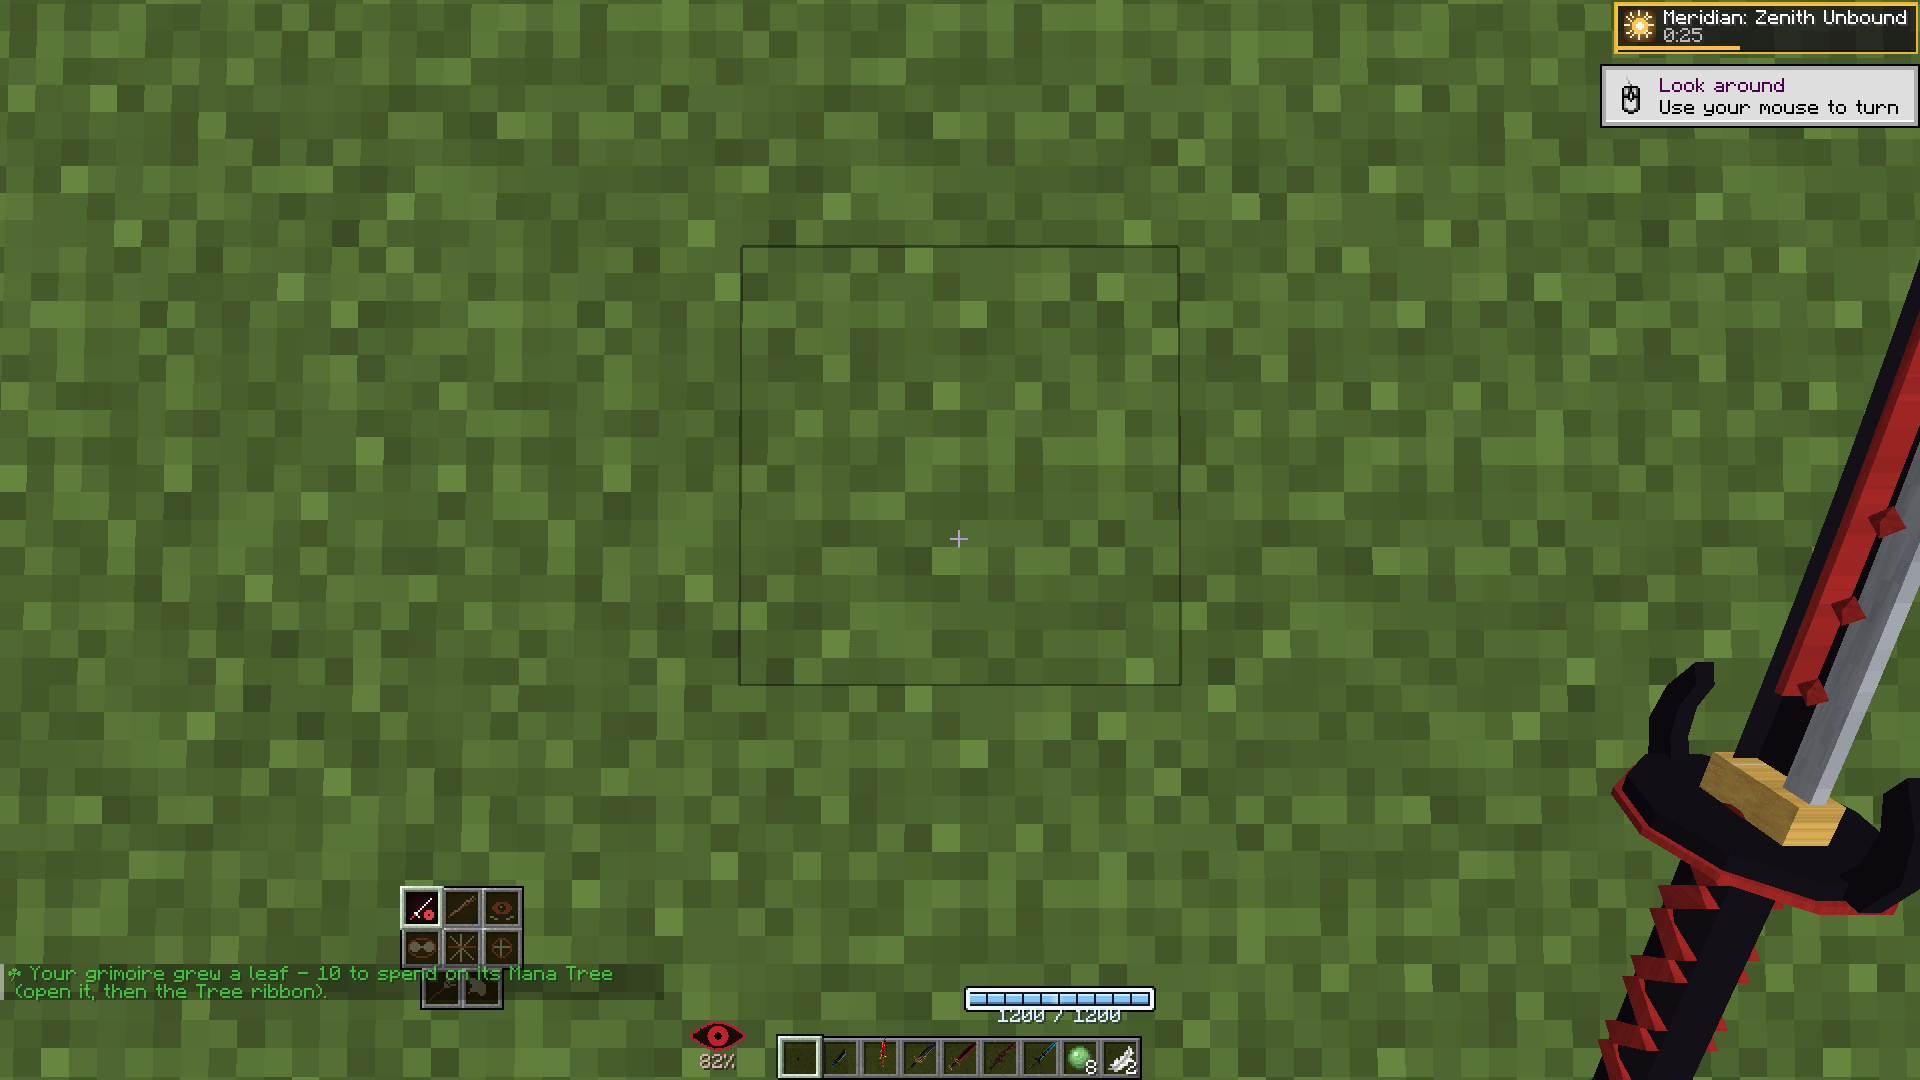 Meridian: Zenith Unbound
0:25
Look around
Use your mouse to turn
☘ Your grimoire grew a leaf – 10 to spend on its Mana Tree
(open it, then the Tree ribbon).
1200 / 1200
82%
8
2